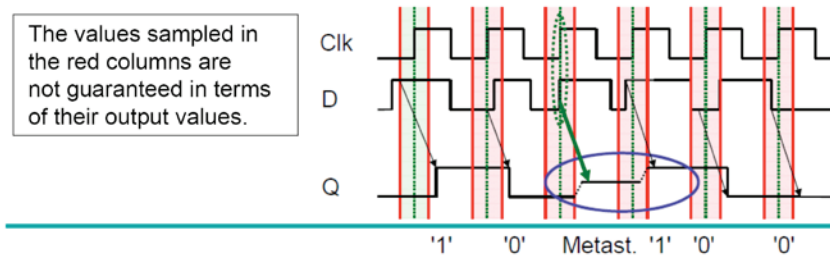 The values sampled in
the red columns are
not guaranteed in terms
of their output values.
Clk
D
Q
'1' '0' Metast. '1' '0' '0'